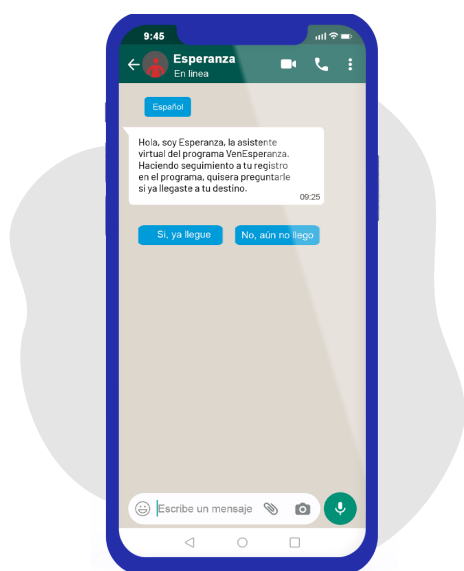 9:45
Esperanza
En linea
Español
Hola, soy Esperanza, la asistente
virtual del programa VenEsperanza.
Haciendo seguimiento a tu registro
en el programa, quisera preguntarle
si ya llegaste a tu destino.
09:25
Si, ya llegue
No, aún no llego
Escribe un mensaje